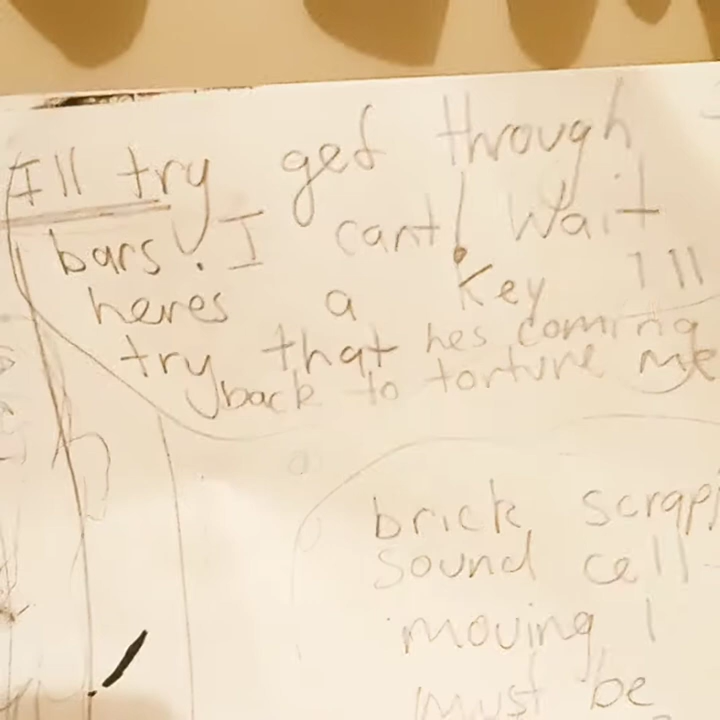 I'll try get through
bars! I cant! Wait
heres a key I'll
try that hes coming
back to torture me
brick scrapi
sound cell
moving I
must be